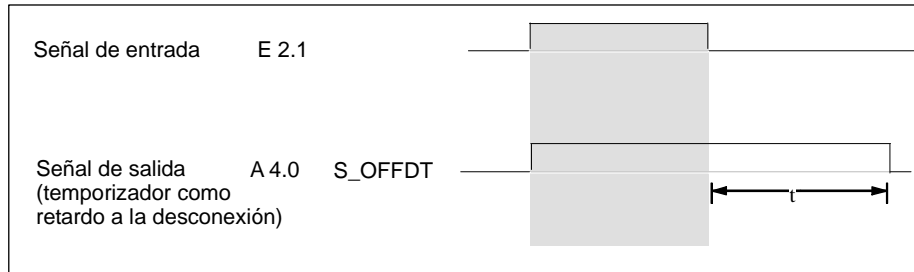 Señal de entrada E 2.1
Señal de salida A 4.0 S_OFFDT
(temporizador como
retardo a la desconexión)
t